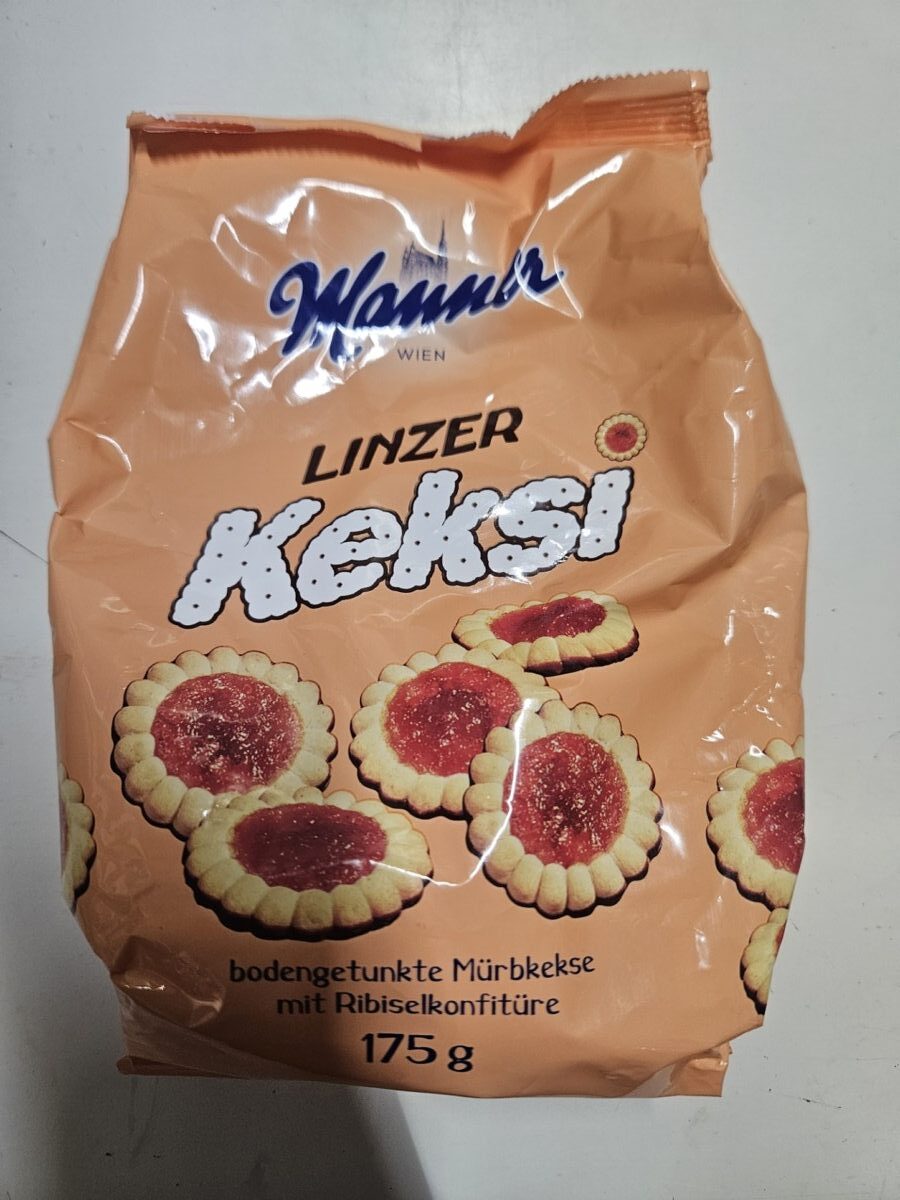 Manner
WIEN
LINZER
Keksi
bodengetunkte Mürbkekse
mit Ribiselkonfitüre
175 g